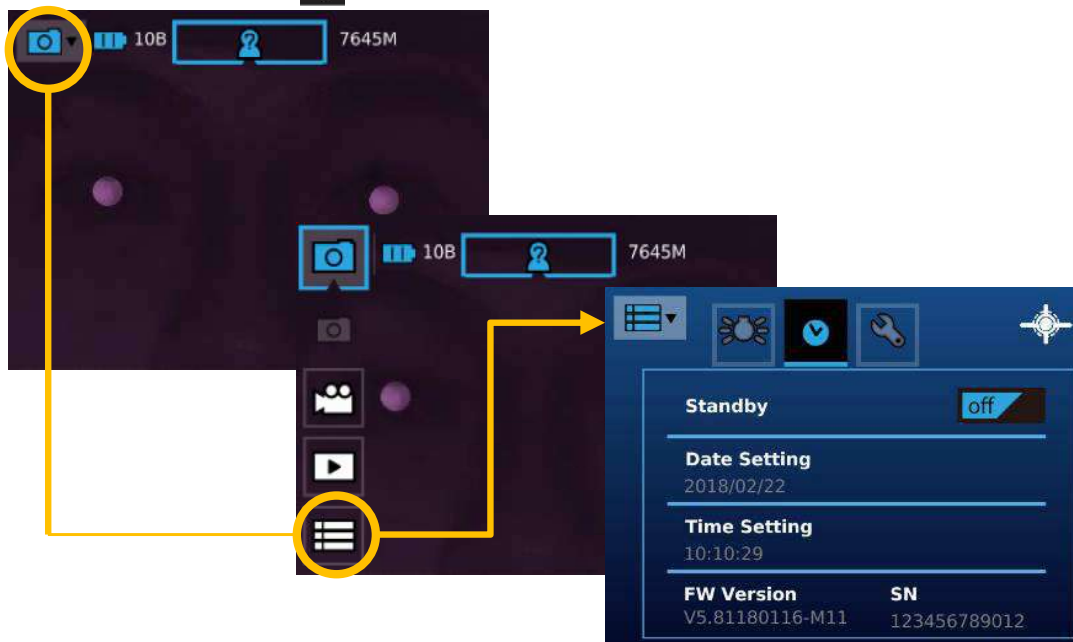 10B 7645M
10B 7645M
Standby off
Date Setting
2018/02/22
Time Setting
10:10:29
FW Version SN
V5.81180116-M11 123456789012